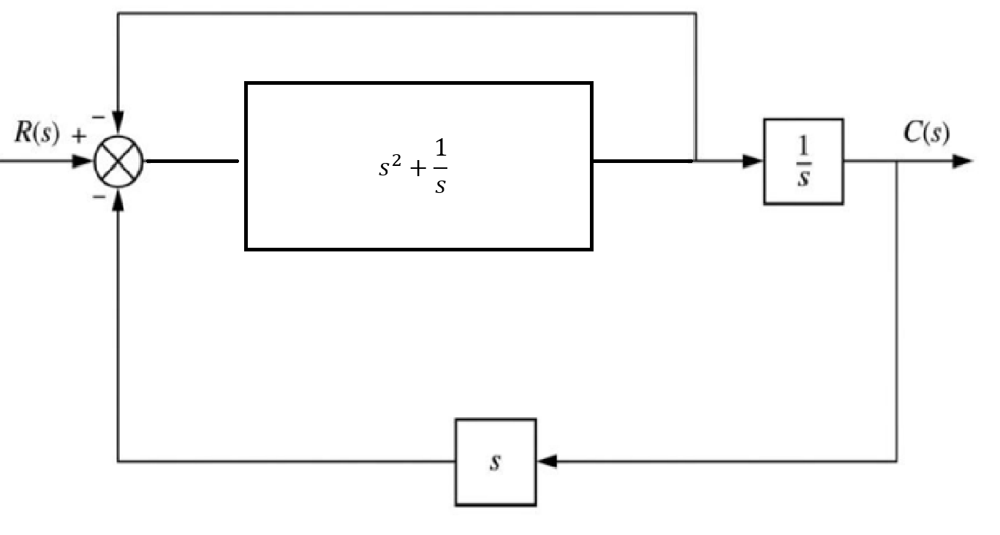 −
R(s) +
−
s² + 1/s
1/s
C(s)
s